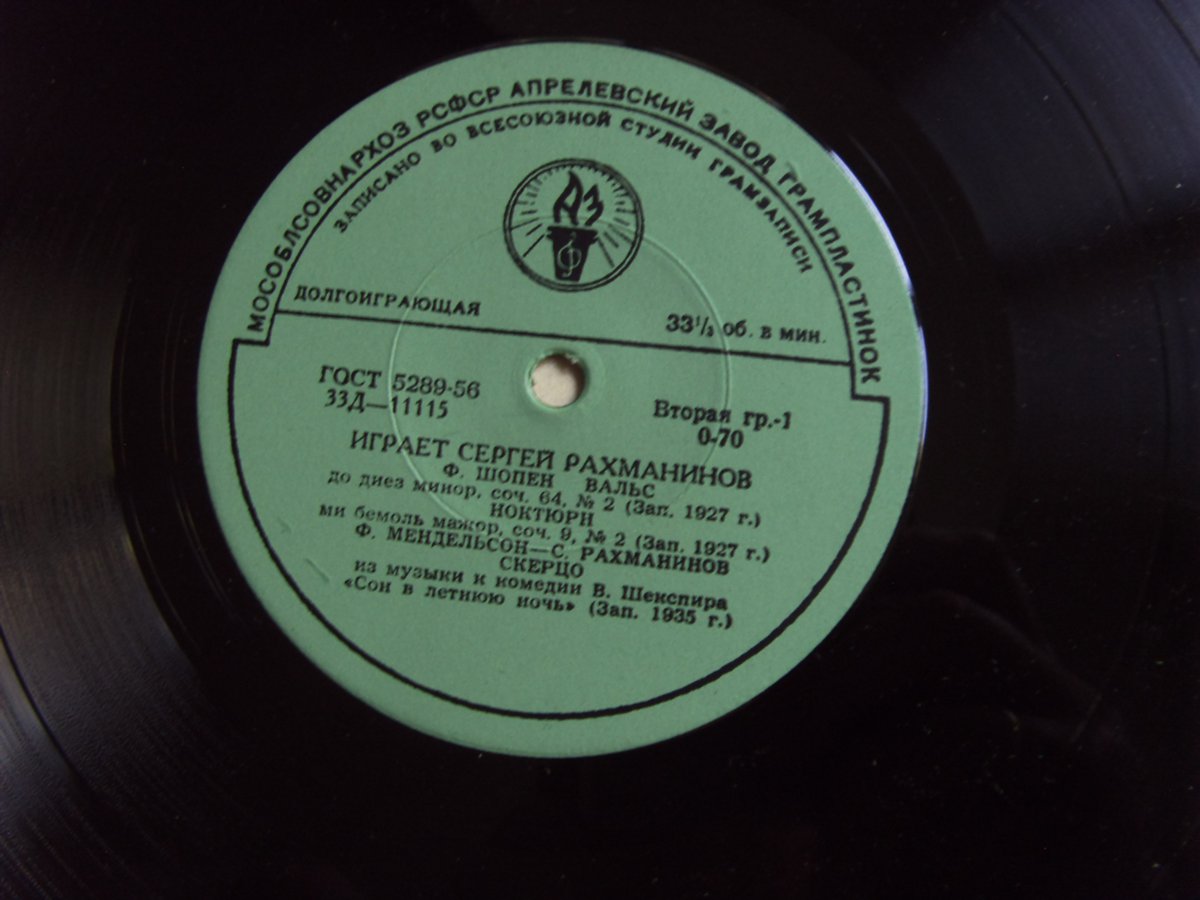 МОСОБЛСОВНАРХОЗ РСФСР АПРЕЛЕВСКИЙ ЗАВОД ГРАМПЛАСТИНОК
ЗАПИСАНО ВО ВСЕСОЮЗНОЙ СТУДИИ ГРАМЗАПИСИ
АЗ
ДОЛГОИГРАЮЩАЯ
33⅓ об. в мин.
ГОСТ 5289-56
33Д—11115
Вторая гр.-1
0-70
ИГРАЕТ СЕРГЕЙ РАХМАНИНОВ
Ф. ШОПЕН ВАЛЬС
до диез минор, соч. 64, № 2 (Зап. 1927 г.)
НОКТЮРН
ми бемоль мажор, соч. 9, № 2 (Зап. 1927 г.)
Ф. МЕНДЕЛЬСОН—С. РАХМАНИНОВ
СКЕРЦО
из музыки к комедии В. Шекспира
«Сон в летнюю ночь» (Зап. 1935 г.)